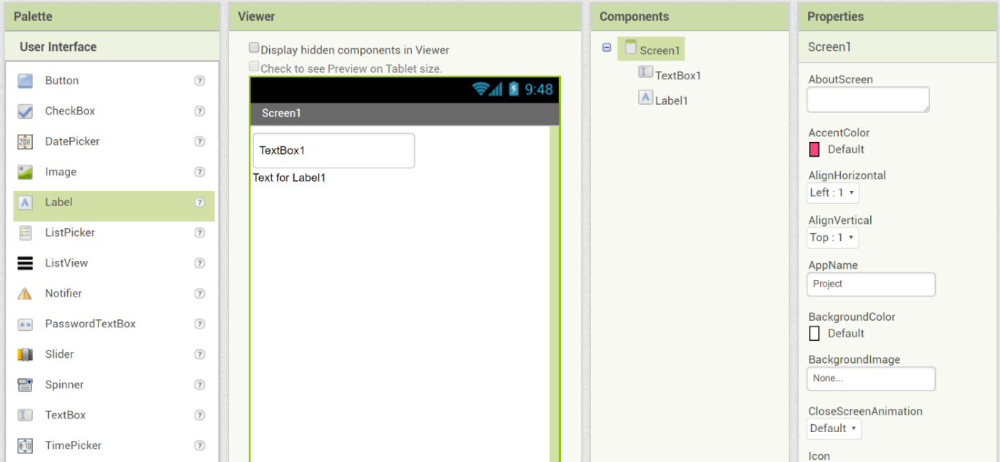 Palette
User Interface
Button
CheckBox
DatePicker
Image
Label
ListPicker
ListView
Notifier
PasswordTextBox
Slider
Spinner
TextBox
TimePicker
Viewer
Display hidden components in Viewer
Check to see Preview on Tablet size.
9:48
Screen1
TextBox1
Text for Label1
Components
Screen1
TextBox1
Label1
Properties
Screen1
AboutScreen
AccentColor
Default
AlignHorizontal
Left : 1
AlignVertical
Top : 1
AppName
Project
BackgroundColor
Default
BackgroundImage
None...
CloseScreenAnimation
Default
Icon